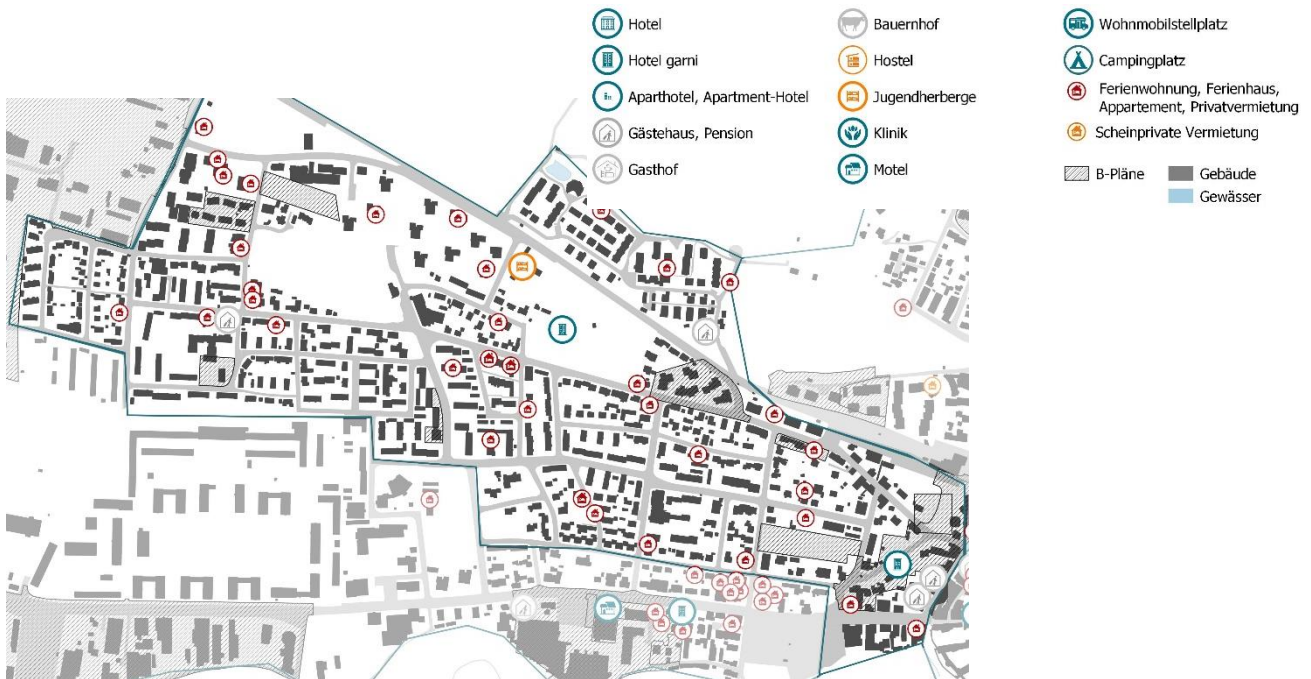 Hotel
Hotel garni
Aparthotel, Apartment-Hotel
Gästehaus, Pension
Gasthof
Bauernhof
Hostel
Jugendherberge
Klinik
Motel
Wohnmobilstellplatz
Campingplatz
Ferienwohnung, Ferienhaus,
Appartement, Privatvermietung
Scheinprivate Vermietung
B-Pläne
Gebäude
Gewässer